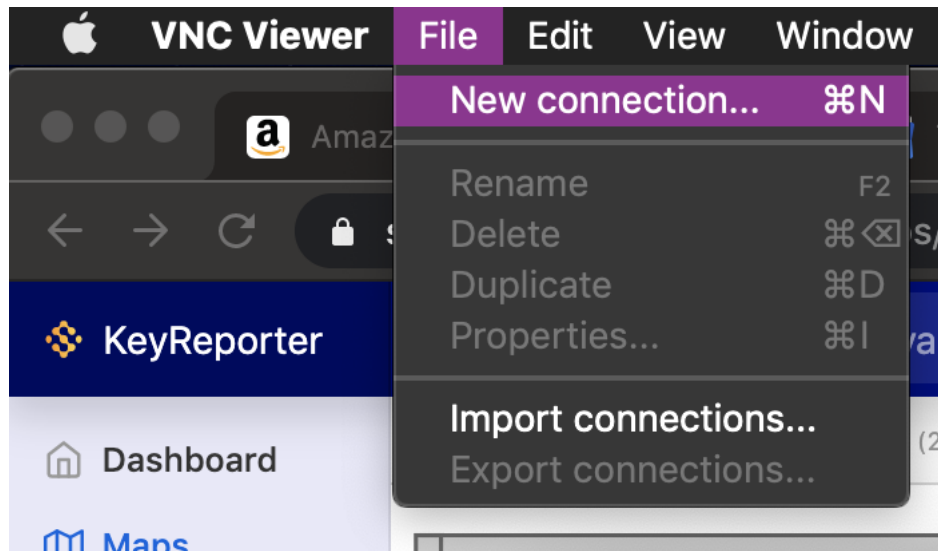 VNC Viewer File Edit View Window
New connection... ⌘N
a Amaz
Rename F2
Delete ⌘⌫
Duplicate ⌘D
KeyReporter
Properties... ⌘I
Import connections...
Dashboard
Export connections...
Maps